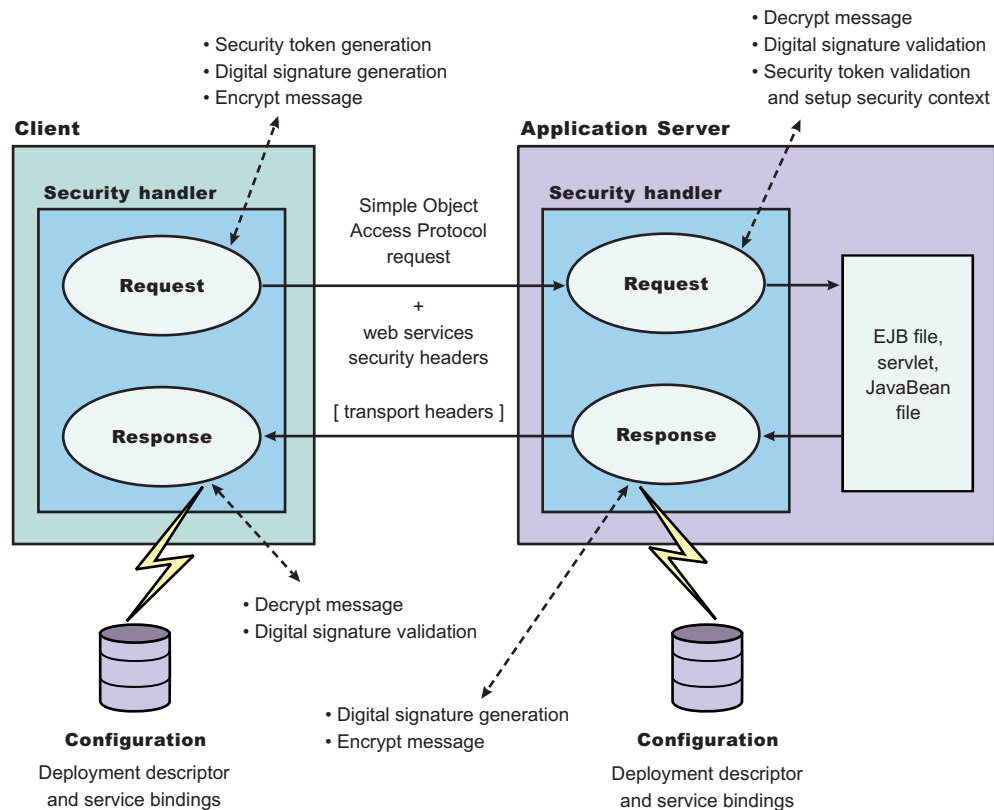 • Security token generation
• Digital signature generation
• Encrypt message
• Decrypt message
• Digital signature validation
• Security token validation
and setup security context
Client
Application Server
Security handler
Security handler
Simple Object
Access Protocol
request
Request
Request
+
web services
security headers
EJB file,
servlet,
JavaBean
file
[ transport headers ]
Response
Response
• Decrypt message
• Digital signature validation
• Digital signature generation
• Encrypt message
Configuration
Deployment descriptor
and service bindings
Configuration
Deployment descriptor
and service bindings